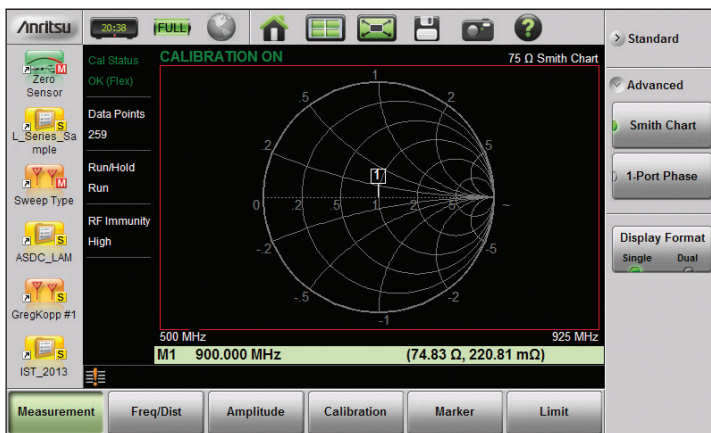 Anritsu
20:38
FULL
?
Standard
Advanced
Smith Chart
1-Port Phase
Display Format
Single Dual
M
Zero
Sensor
S
L_Series_Sa
mple
M
Sweep Type
S
ASDC_LAM
S
GregKopp #1
S
IST_2013
Cal Status
OK (Flex)
Data Points
259
Run/Hold
Run
RF Immunity
High
CALIBRATION ON
75 Ω Smith Chart
1
.5
2
.2
5
1
0 .2 .5 1 2 5 ~
-.2
-5
-.5
-2
-1
500 MHz
925 MHz
M1 900.000 MHz (74.83 Ω, 220.81 mΩ)
Measurement
Freq/Dist
Amplitude
Calibration
Marker
Limit